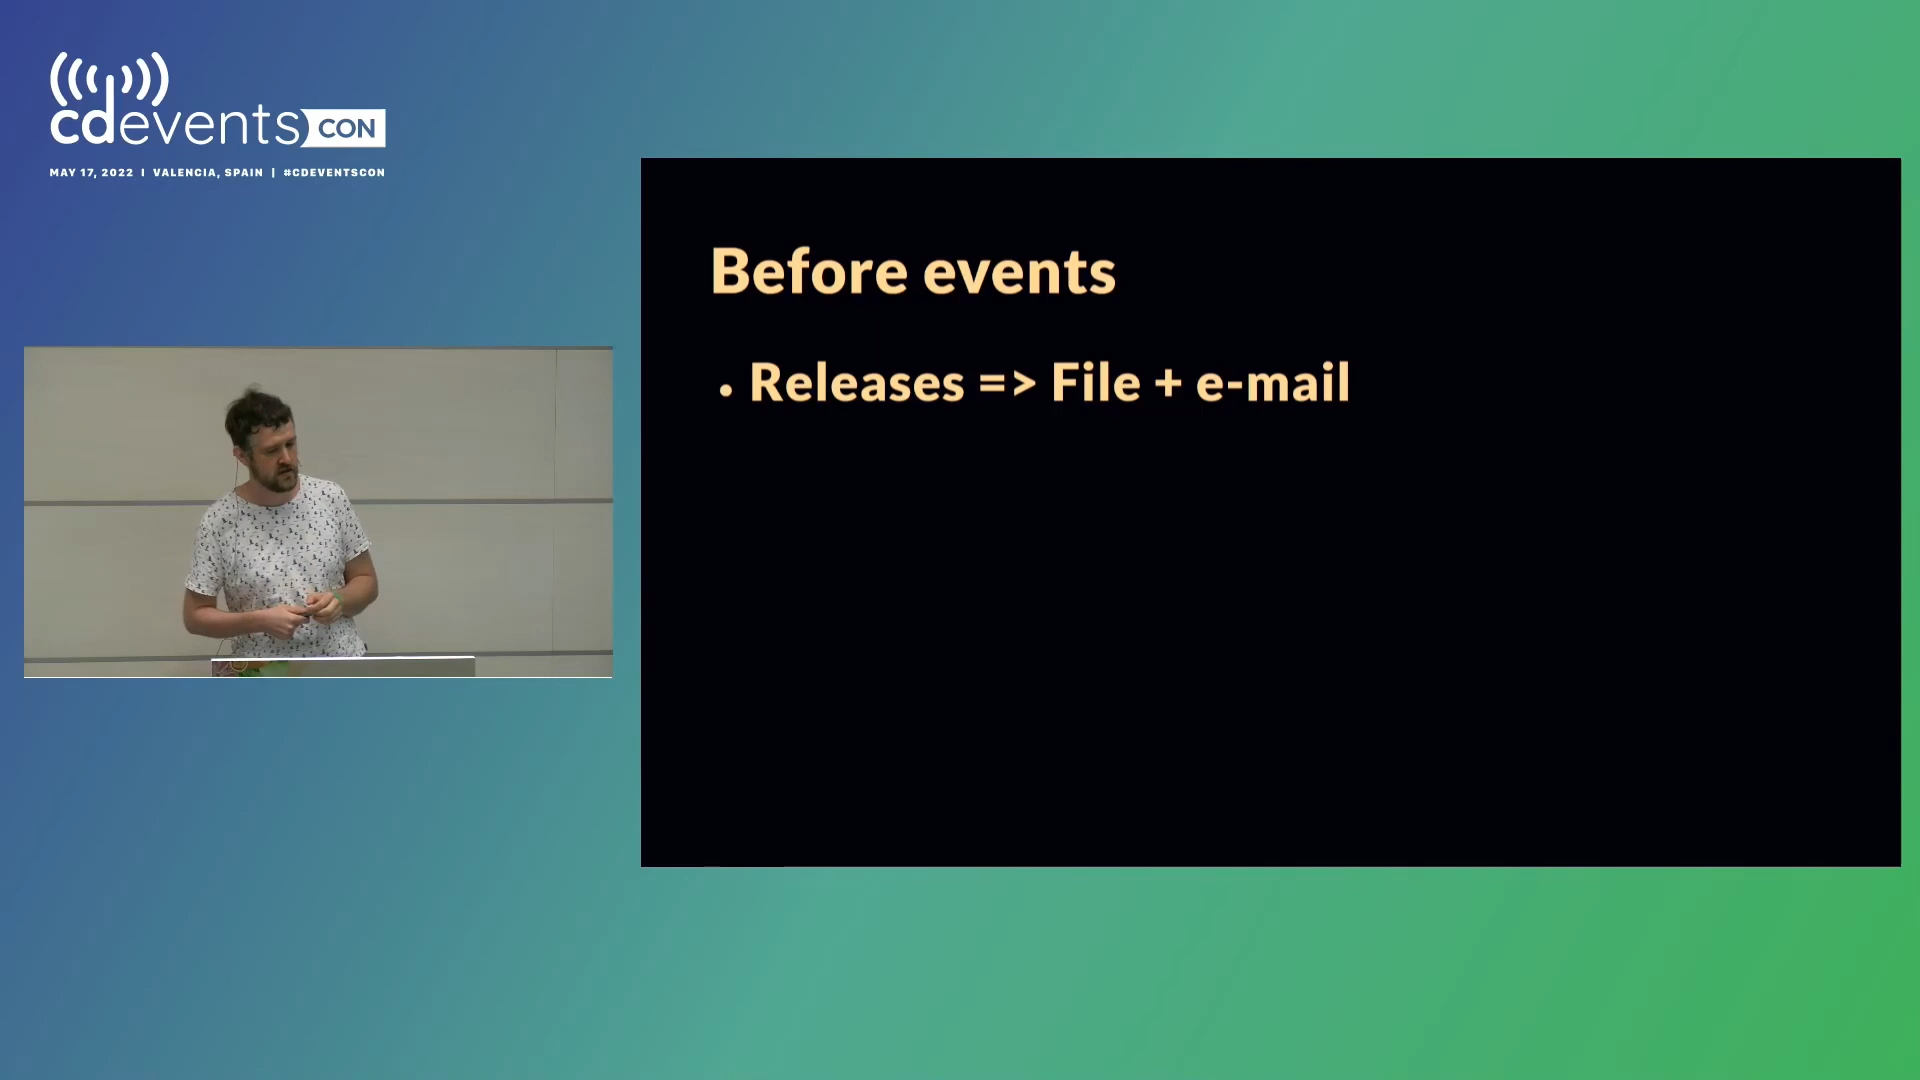 cdevents CON
MAY 17, 2022 | VALENCIA, SPAIN | #CDEVENTSCON
Before events
• Releases => File + e-mail